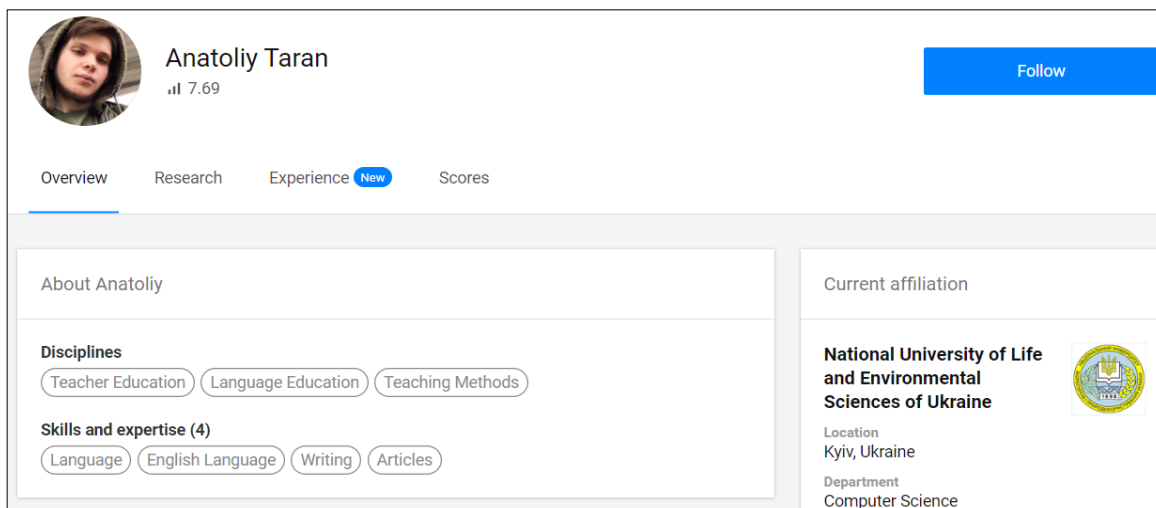 Anatoliy Taran
7.69
Follow
Overview
Research
Experience New
Scores
About Anatoliy
Disciplines
Teacher Education
Language Education
Teaching Methods
Skills and expertise (4)
Language
English Language
Writing
Articles
Current affiliation
National University of Life
and Environmental
Sciences of Ukraine
Location
Kyiv, Ukraine
Department
Computer Science
1898